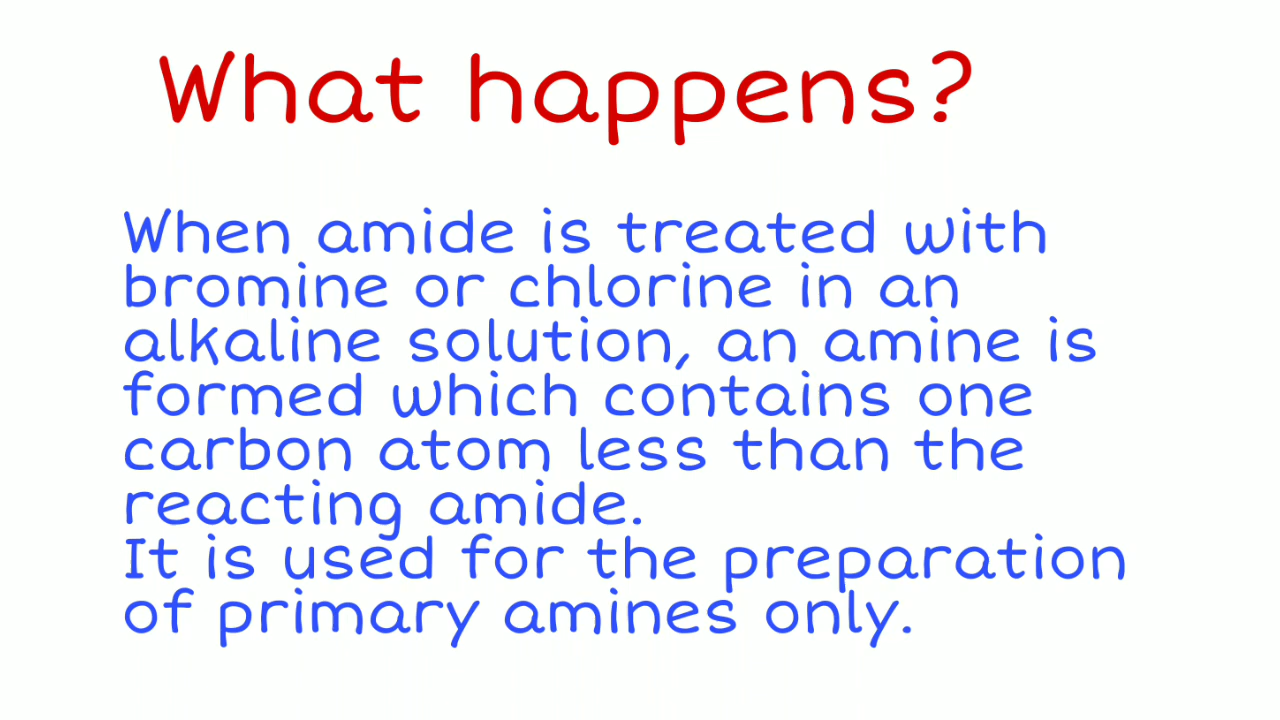 What happens?
When amide is treated with
bromine or chlorine in an
alkaline solution, an amine is
formed which contains one
carbon atom less than the
reacting amide.
It is used for the preparation
of primary amines only.